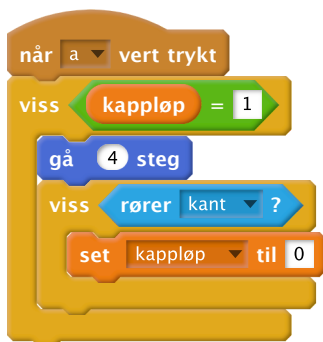 når a vert trykt
viss kappløp = 1
gå 4 steg
viss rører kant ?
set kappløp til 0